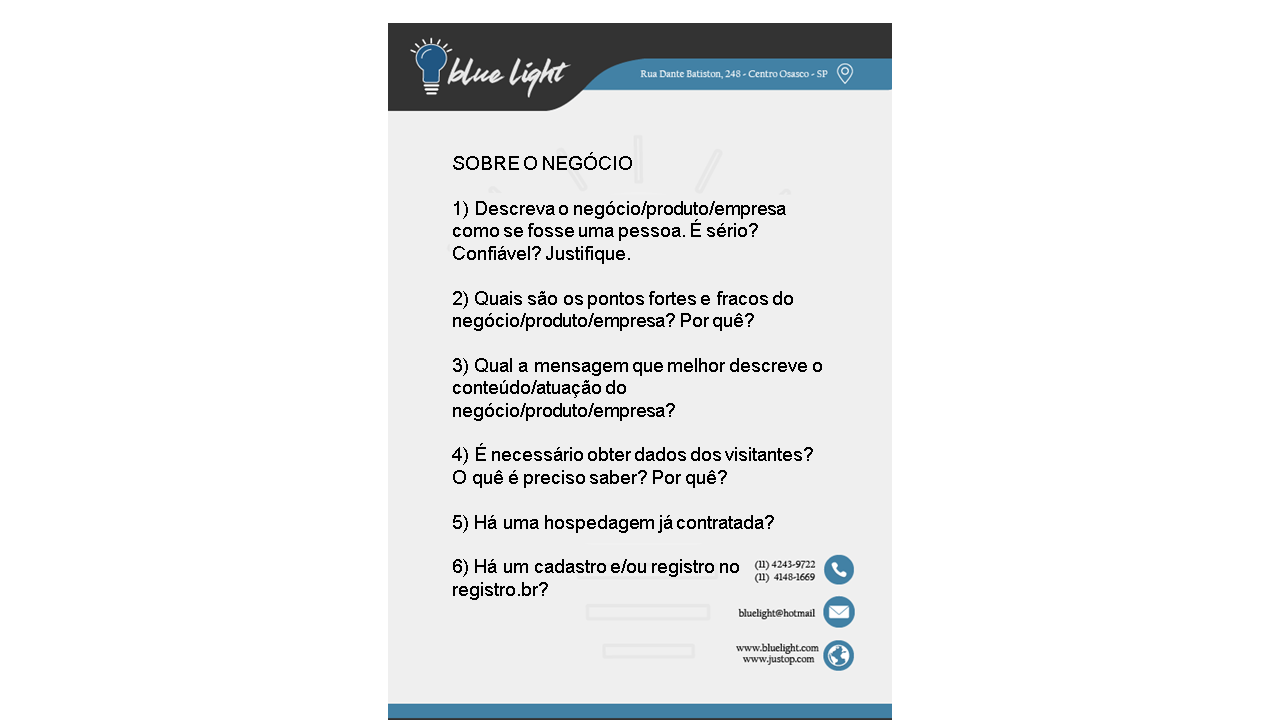 blue light
Rua Dante Batiston, 248 - Centro Osasco - SP
SOBRE O NEGÓCIO
1) Descreva o negócio/produto/empresa
como se fosse uma pessoa. É sério?
Confiável? Justifique.
2) Quais são os pontos fortes e fracos do
negócio/produto/empresa? Por quê?
3) Qual a mensagem que melhor descreve o
conteúdo/atuação do
negócio/produto/empresa?
4) É necessário obter dados dos visitantes?
O quê é preciso saber? Por quê?
5) Há uma hospedagem já contratada?
6) Há um cadastro e/ou registro no
registro.br?
(11) 4243-9722
(11) 4148-1669
bluelight@hotmail
www.bluelight.com
www.justop.com